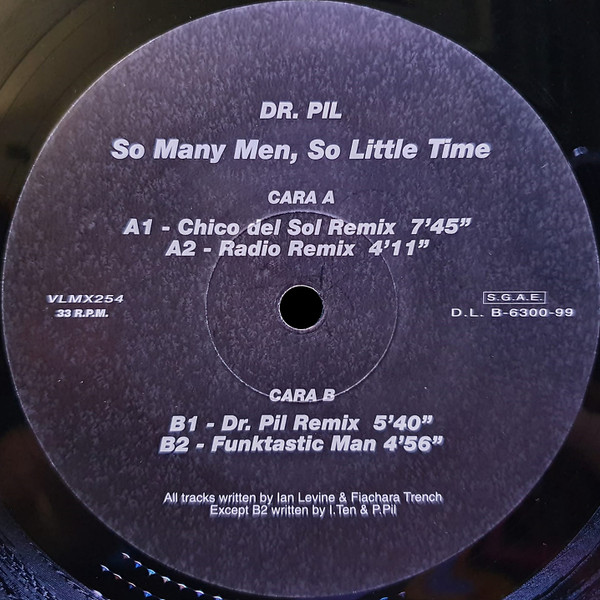 DR. PIL
So Many Men, So Little Time
CARA A
A1 - Chico del Sol Remix 7'45"
A2 - Radio Remix 4'11"
VLMX254
33 R.P.M.
S.G.A.E.
D.L. B-6300-99
CARA B
B1 - Dr. Pil Remix 5'40"
B2 - Funktastic Man 4'56"
All tracks written by Ian Levine & Fiachara Trench
Except B2 written by I.Ten & P.Pil